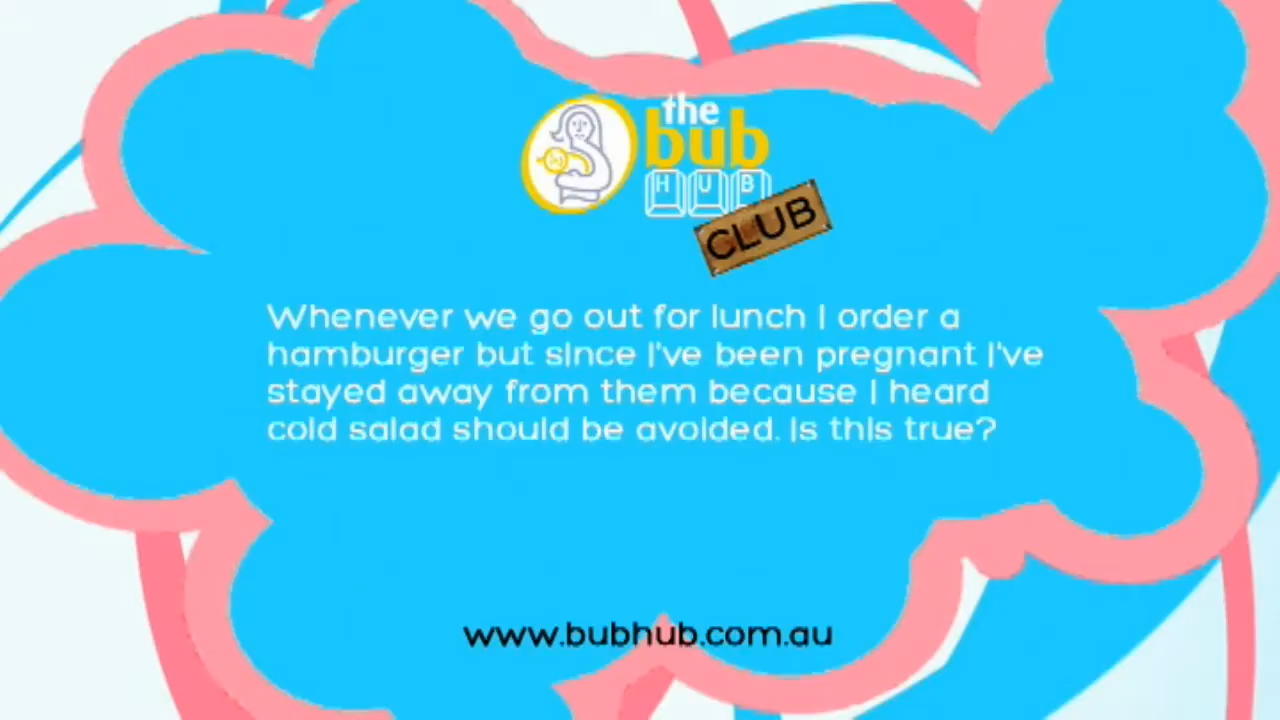 the
bub
HUB
CLUB
Whenever we go out for lunch I order a
hamburger but since I've been pregnant I've
stayed away from them because I heard
cold salad should be avoided. Is this true?
www.bubhub.com.au